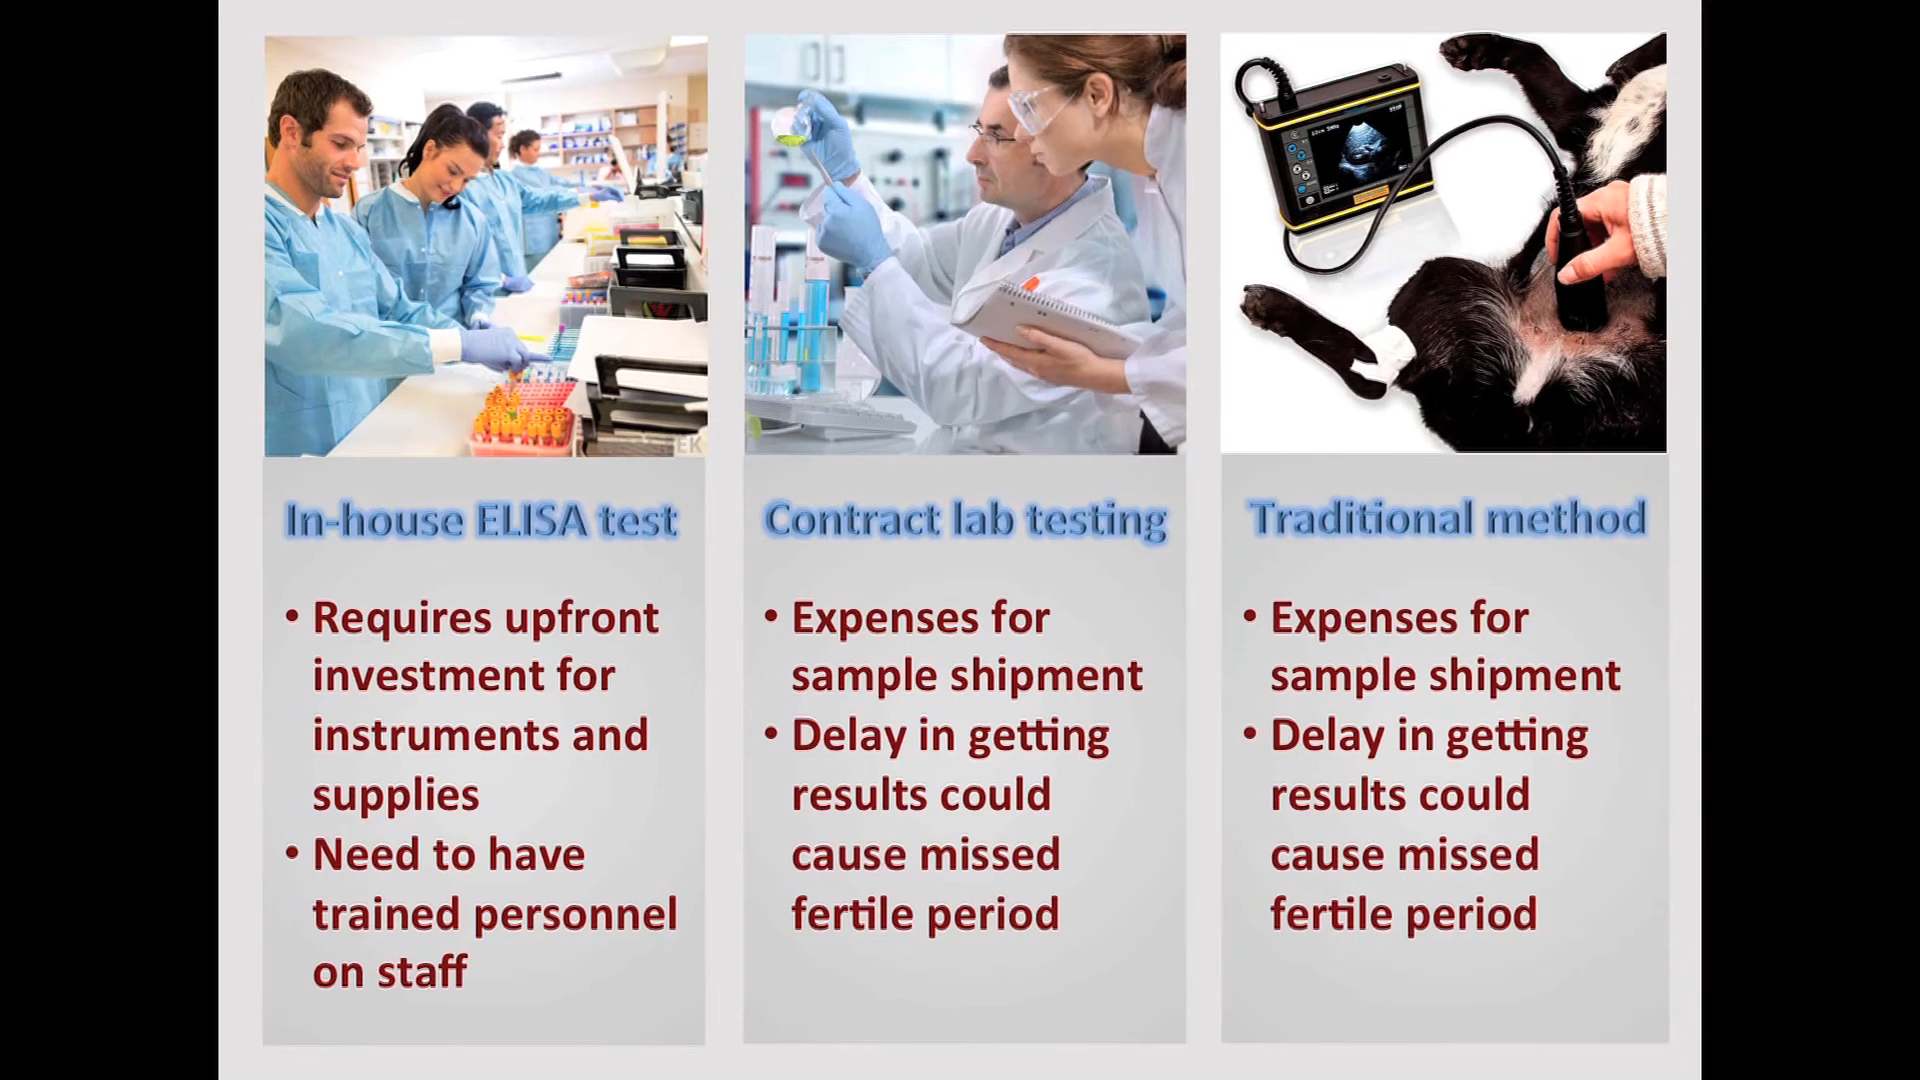 In-house ELISA test
• Requires upfront
investment for
instruments and
supplies
• Need to have
trained personnel
on staff
Contract lab testing
• Expenses for
sample shipment
• Delay in getting
results could
cause missed
fertile period
Traditional method
• Expenses for
sample shipment
• Delay in getting
results could
cause missed
fertile period